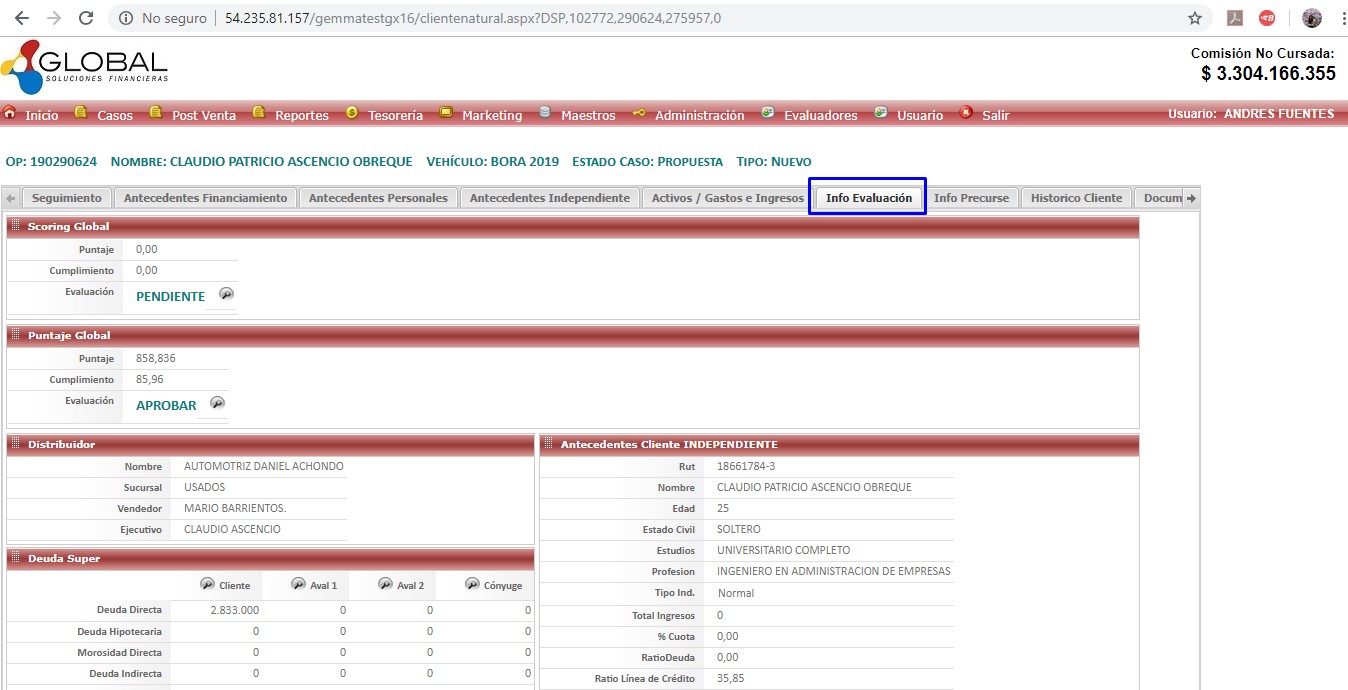 No seguro 54.235.81.157/gemmatestgx16/clientenatural.aspx?DSP,102772,290624,275957,0
GLOBAL
SOLUCIONES FINANCIERAS
Comisión No Cursada:
$ 3.304.166.355
Inicio Casos Post Venta Reportes Tesorería Marketing Maestros Administración Evaluadores Usuario Salir Usuario: ANDRES FUENTES
OP: 190290624 NOMBRE: CLAUDIO PATRICIO ASCENCIO OBREQUE VEHÍCULO: BORA 2019 ESTADO CASO: PROPUESTA TIPO: NUEVO
Seguimiento Antecedentes Financiamiento Antecedentes Personales Antecedentes Independiente Activos / Gastos e Ingresos Info Evaluación Info Precurse Historico Cliente Docum
Scoring Global
Puntaje 0,00
Cumplimiento 0,00
Evaluación PENDIENTE
Puntaje Global
Puntaje 858,836
Cumplimiento 85,96
Evaluación APROBAR
Distribuidor
Nombre AUTOMOTRIZ DANIEL ACHONDO
Sucursal USADOS
Vendedor MARIO BARRIENTOS.
Ejecutivo CLAUDIO ASCENCIO
Deuda Super
Cliente Aval 1 Aval 2 Cónyuge
Deuda Directa 2.833.000 0 0 0
Deuda Hipotecaria 0 0 0 0
Morosidad Directa 0 0 0 0
Deuda Indirecta 0 0 0 0
Antecedentes Cliente INDEPENDIENTE
Rut 18661784-3
Nombre CLAUDIO PATRICIO ASCENCIO OBREQUE
Edad 25
Estado Civil SOLTERO
Estudios UNIVERSITARIO COMPLETO
Profesion INGENIERO EN ADMINISTRACION DE EMPRESAS
Tipo Ind. Normal
Total Ingresos 0
% Cuota 0,00
RatioDeuda 0,00
Ratio Línea de Crédito 35,85